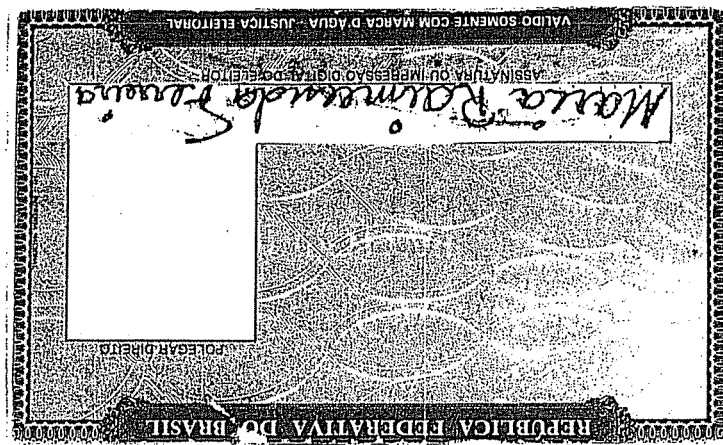 REPÚBLICA FEDERATIVA DO BRASIL
POLEGAR DIREITO
Maria Raimunda Ferreira
ASSINATURA OU IMPRESSÃO DIGITAL DO ELEITOR
VÁLIDO SOMENTE COM MARCA D'ÁGUA - JUSTIÇA ELEITORAL